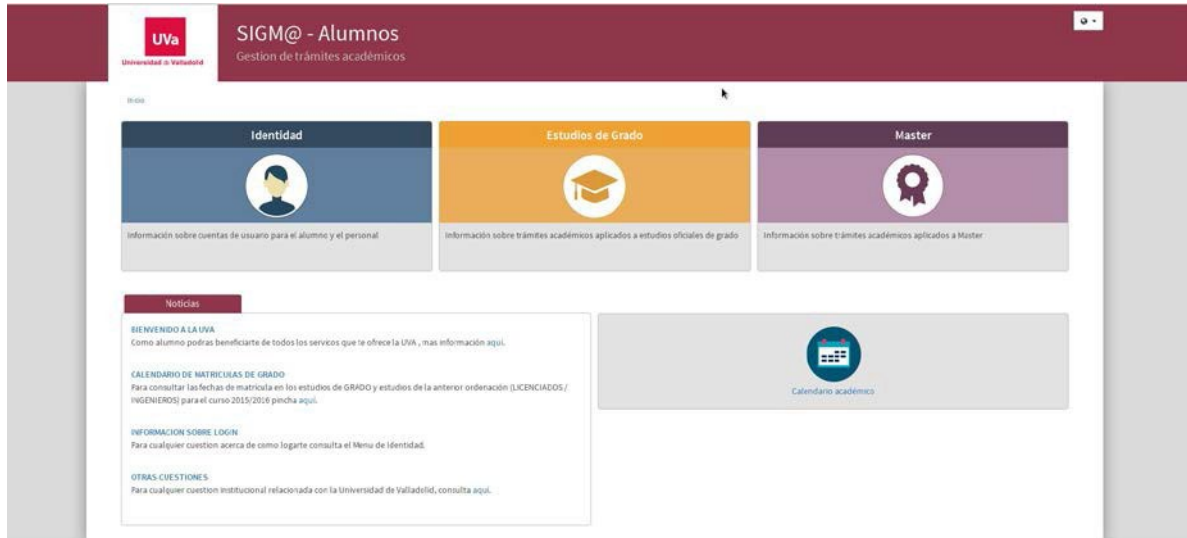 UVa
Universidad de Valladolid
SIGM@ - Alumnos
Gestion de trámites académicos
Inicio
Identidad
Información sobre cuentas de usuario para el alumno y el personal
Estudios de Grado
Información sobre trámites académicos aplicados a estudios oficiales de grado
Master
Información sobre trámites académicos aplicados a Master
Noticias
BIENVENIDO A LA UVA
Como alumno podras beneficiarte de todos los servicos que te ofrece la UVA , mas información aquí.
CALENDARIO DE MATRICULAS DE GRADO
Para consultar las fechas de matricula en los estudios de GRADO y estudios de la anterior ordenación (LICENCIADOS /
INGENIEROS) para el curso 2015/2016 pincha aquí.
INFORMACION SOBRE LOGIN
Para cualquier cuestion acerca de como logarte consulta el Menu de Identidad.
OTRAS CUESTIONES
Para cualquier cuestion institucional relacionada con la Universidad de Valladolid, consulta aquí.
Calendario académico